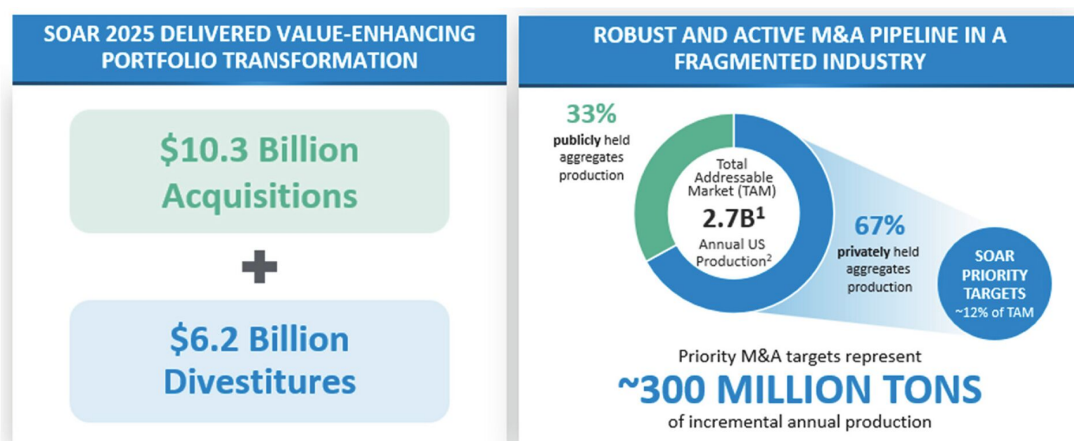 SOAR 2025 DELIVERED VALUE-ENHANCING
PORTFOLIO TRANSFORMATION
$10.3 Billion
Acquisitions
+
$6.2 Billion
Divestitures
ROBUST AND ACTIVE M&A PIPELINE IN A
FRAGMENTED INDUSTRY
33%
publicly held
aggregates
production
Total
Addressable
Market (TAM)
2.7B¹
Annual US
Production²
67%
privately held
aggregates
production
SOAR
PRIORITY
TARGETS
~12% of TAM
Priority M&A targets represent
~300 MILLION TONS
of incremental annual production